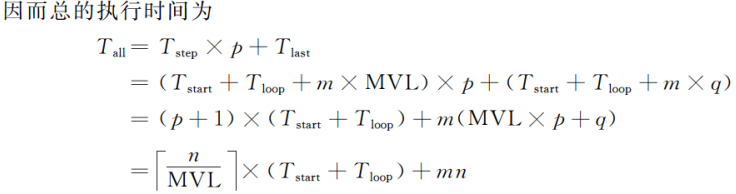 因而总的执行时间为
T_all = T_step × p + T_last
= (T_start + T_loop + m × MVL) × p + (T_start + T_loop + m × q)
= (p + 1) × (T_start + T_loop) + m(MVL × p + q)
= ⌈n/MVL⌉ × (T_start + T_loop) + mn